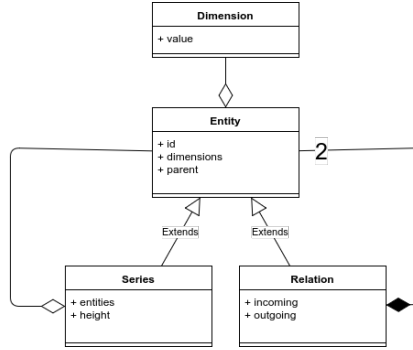 Dimension
+ value
Entity
+ id
+ dimensions
+ parent
2
Extends
Extends
Series
+ entities
+ height
Relation
+ incoming
+ outgoing